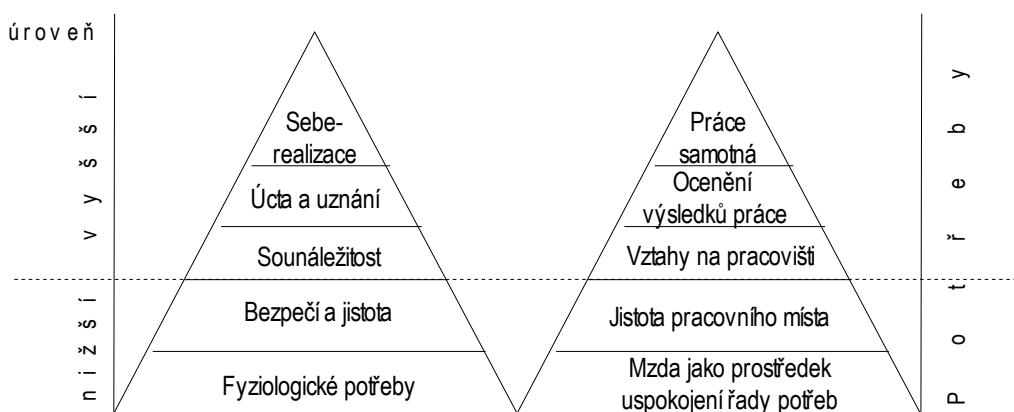 úroveň
vyšší
nižší
Sebe-
realizace
Úcta a uznání
Sounáležitost
Bezpečí a jistota
Fyziologické potřeby
Práce
samotná
Ocenění
výsledků práce
Vztahy na pracovišti
Jistota pracovního místa
Mzda jako prostředek
uspokojení řady potřeb
Potřeby